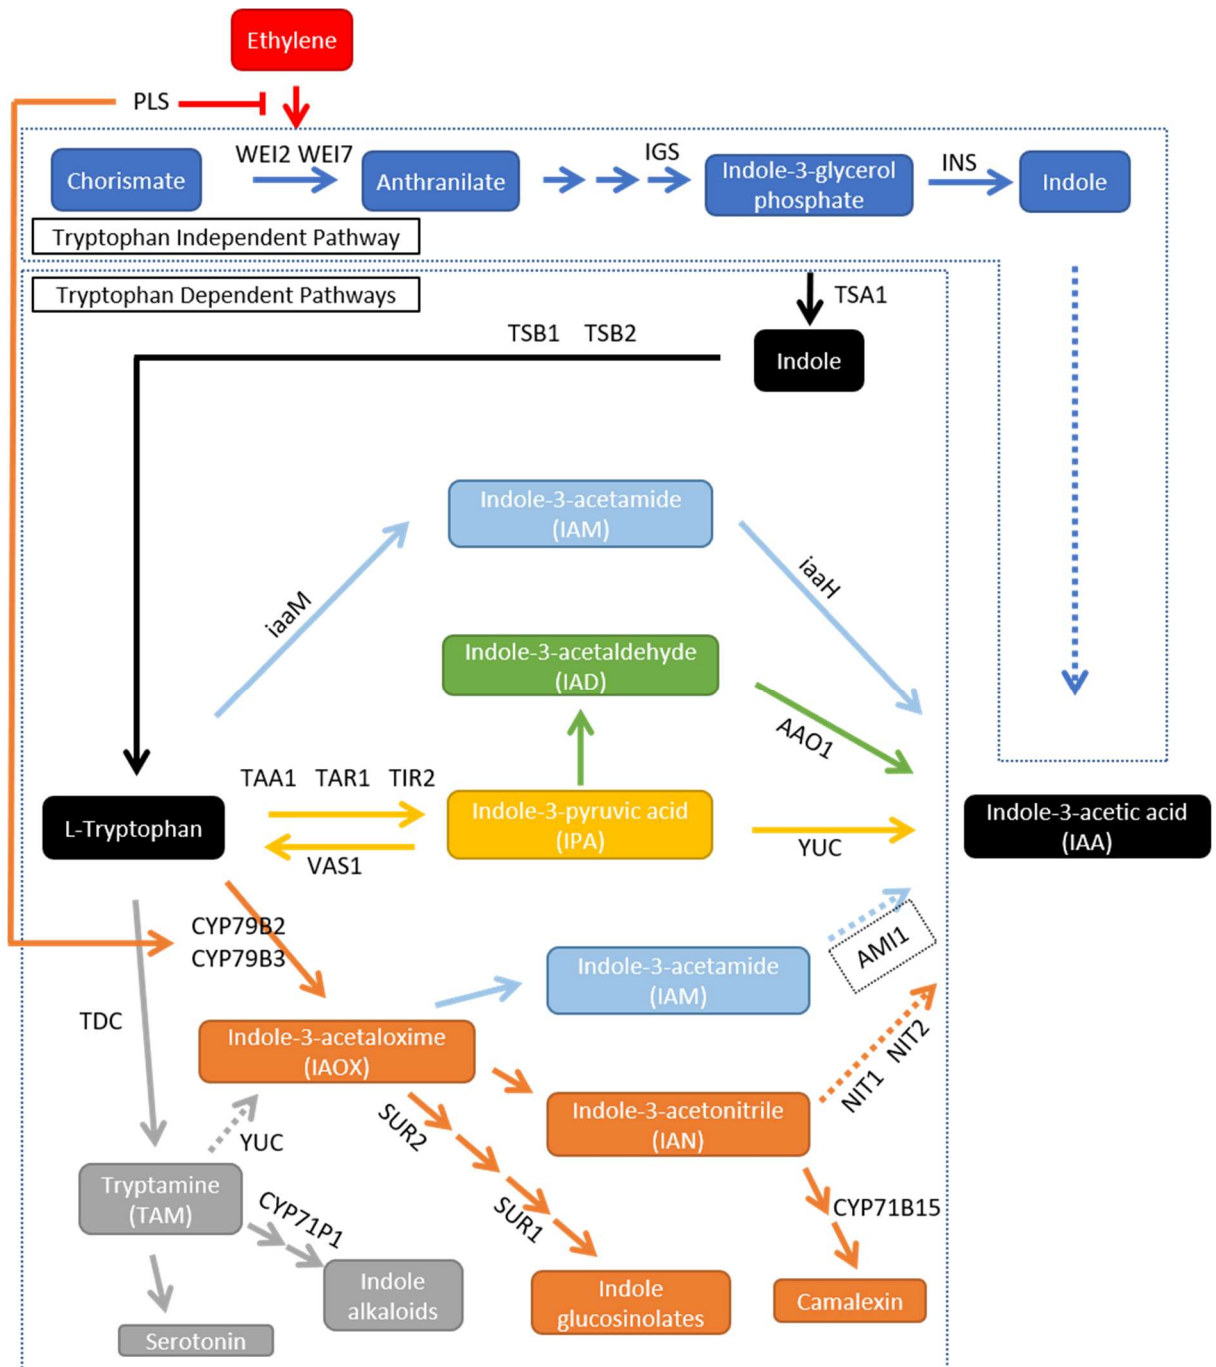 Ethylene
PLS
WEI2 WEI7
IGS
INS
Chorismate
Anthranilate
Indole-3-glycerol
phosphate
Indole
Tryptophan Independent Pathway
Tryptophan Dependent Pathways
TSA1
TSB1 TSB2
Indole
Indole-3-acetamide
(IAM)
iaaM
iaaH
Indole-3-acetaldehyde
(IAD)
AAO1
TAA1 TAR1 TIR2
L-Tryptophan
Indole-3-pyruvic acid
(IPA)
Indole-3-acetic acid
(IAA)
YUC
VAS1
CYP79B2
CYP79B3
Indole-3-acetamide
(IAM)
AMI1
TDC
Indole-3-acetaloxime
(IAOX)
NIT1 NIT2
Indole-3-acetonitrile
(IAN)
YUC
SUR2
Tryptamine
(TAM)
CYP71P1
SUR1
CYP71B15
Indole
alkaloids
Indole
glucosinolates
Camalexin
Serotonin